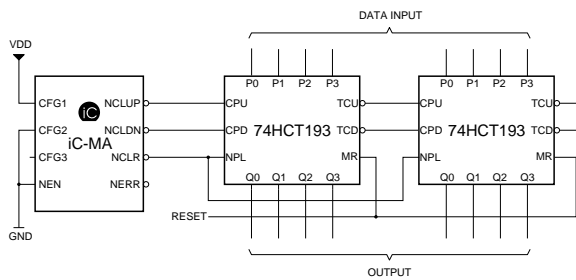 DATA INPUT
VDD
P0 P1 P2 P3
P0 P1 P2 P3
CFG1 NCLUP CPU TCU CPU TCU
iC
CFG2 NCLDN CPD 74HCT193 TCD CPD 74HCT193 TCD
iC-MA
CFG3 NCLR NPL MR NPL MR
NEN NERR
Q0 Q1 Q2 Q3
Q0 Q1 Q2 Q3
RESET
GND
OUTPUT